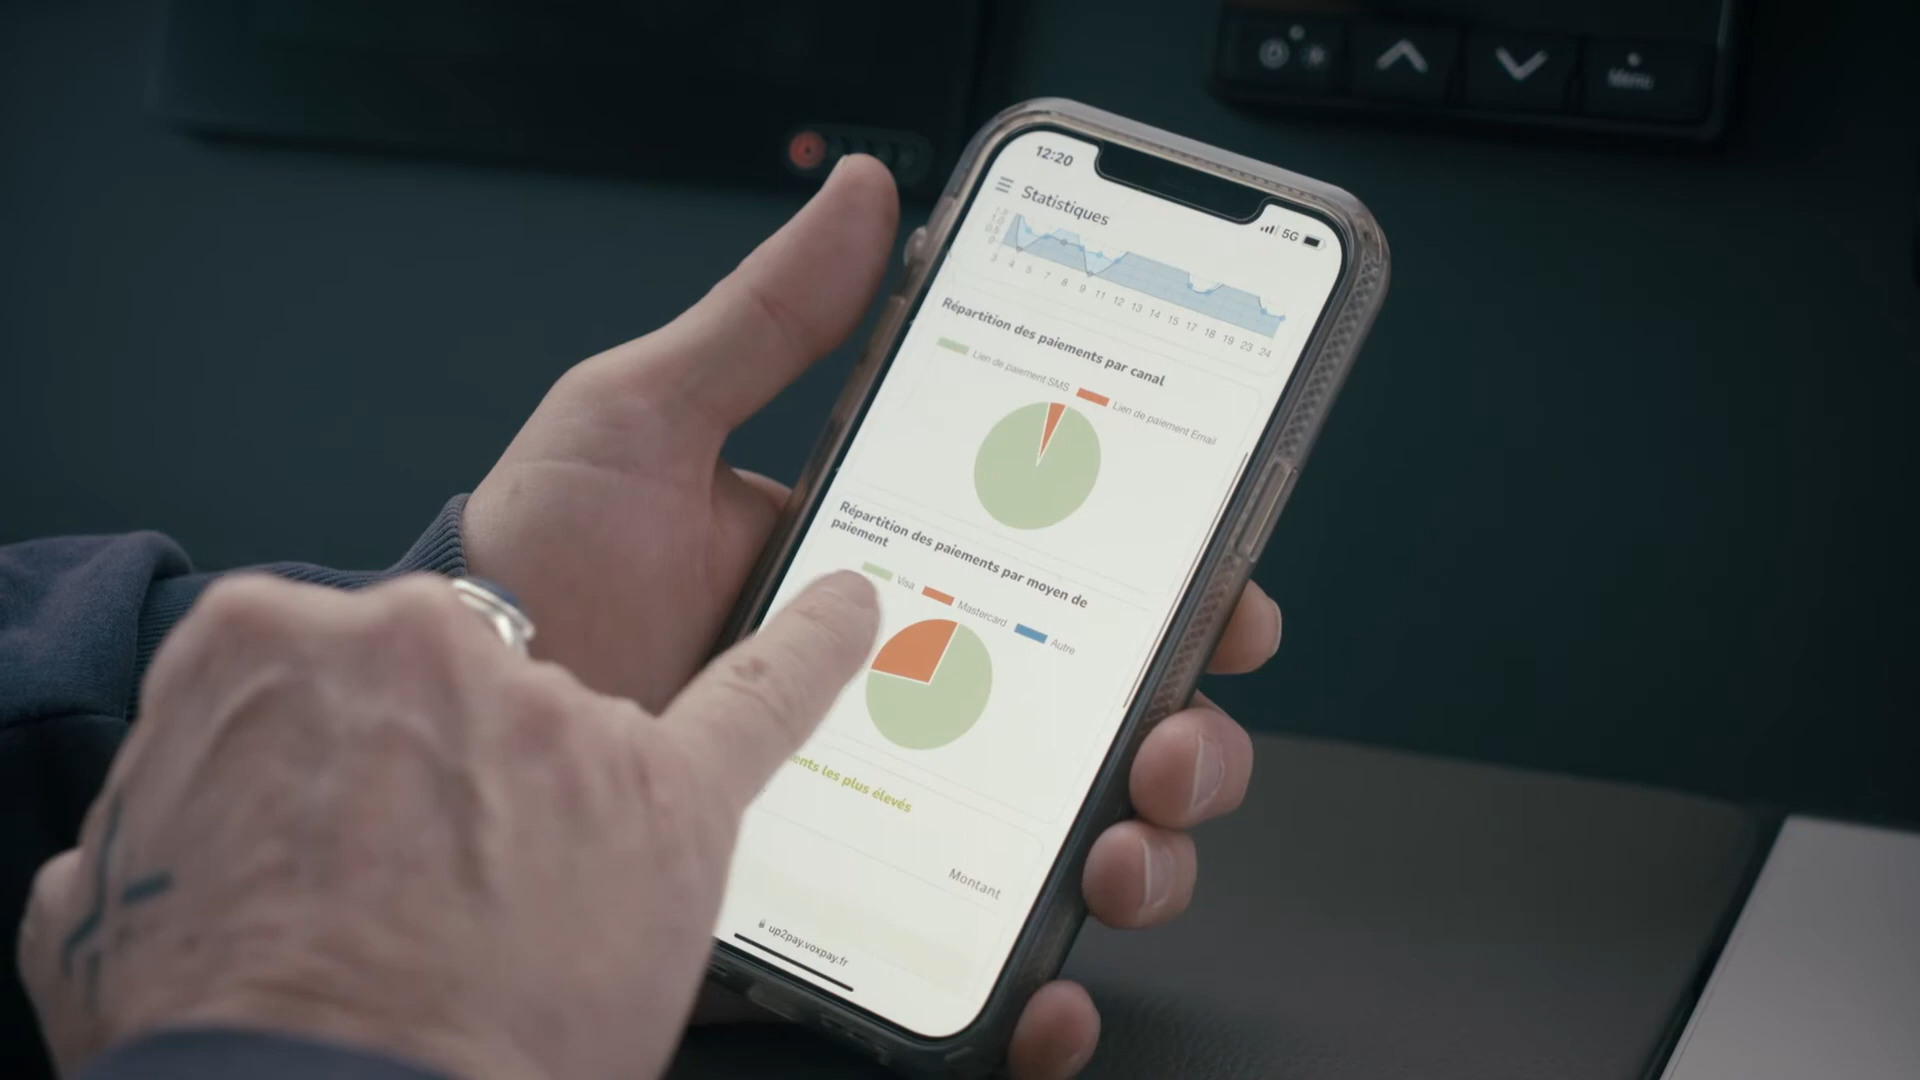 Menu
12:20
5G
Statistiques
3 4 5 7 8 9 11 12 13 14 15 17 18 19 23 24
Répartition des paiements par canal
Lien de paiement SMS Lien de paiement Email
Répartition des paiements par moyen de
paiement
Visa Mastercard Autre
les plus élevés
Montant
up2pay.voxpay.fr